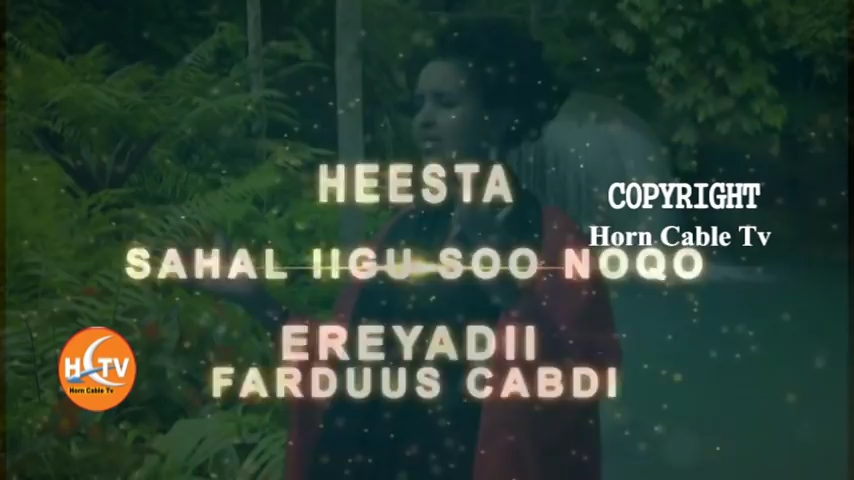 HEESTA
SAHAL IIGU SOO NOQO
EREYADII
FARDUUS CABDI
COPYRIGHT
Horn Cable Tv
HCTV
Horn Cable Tv